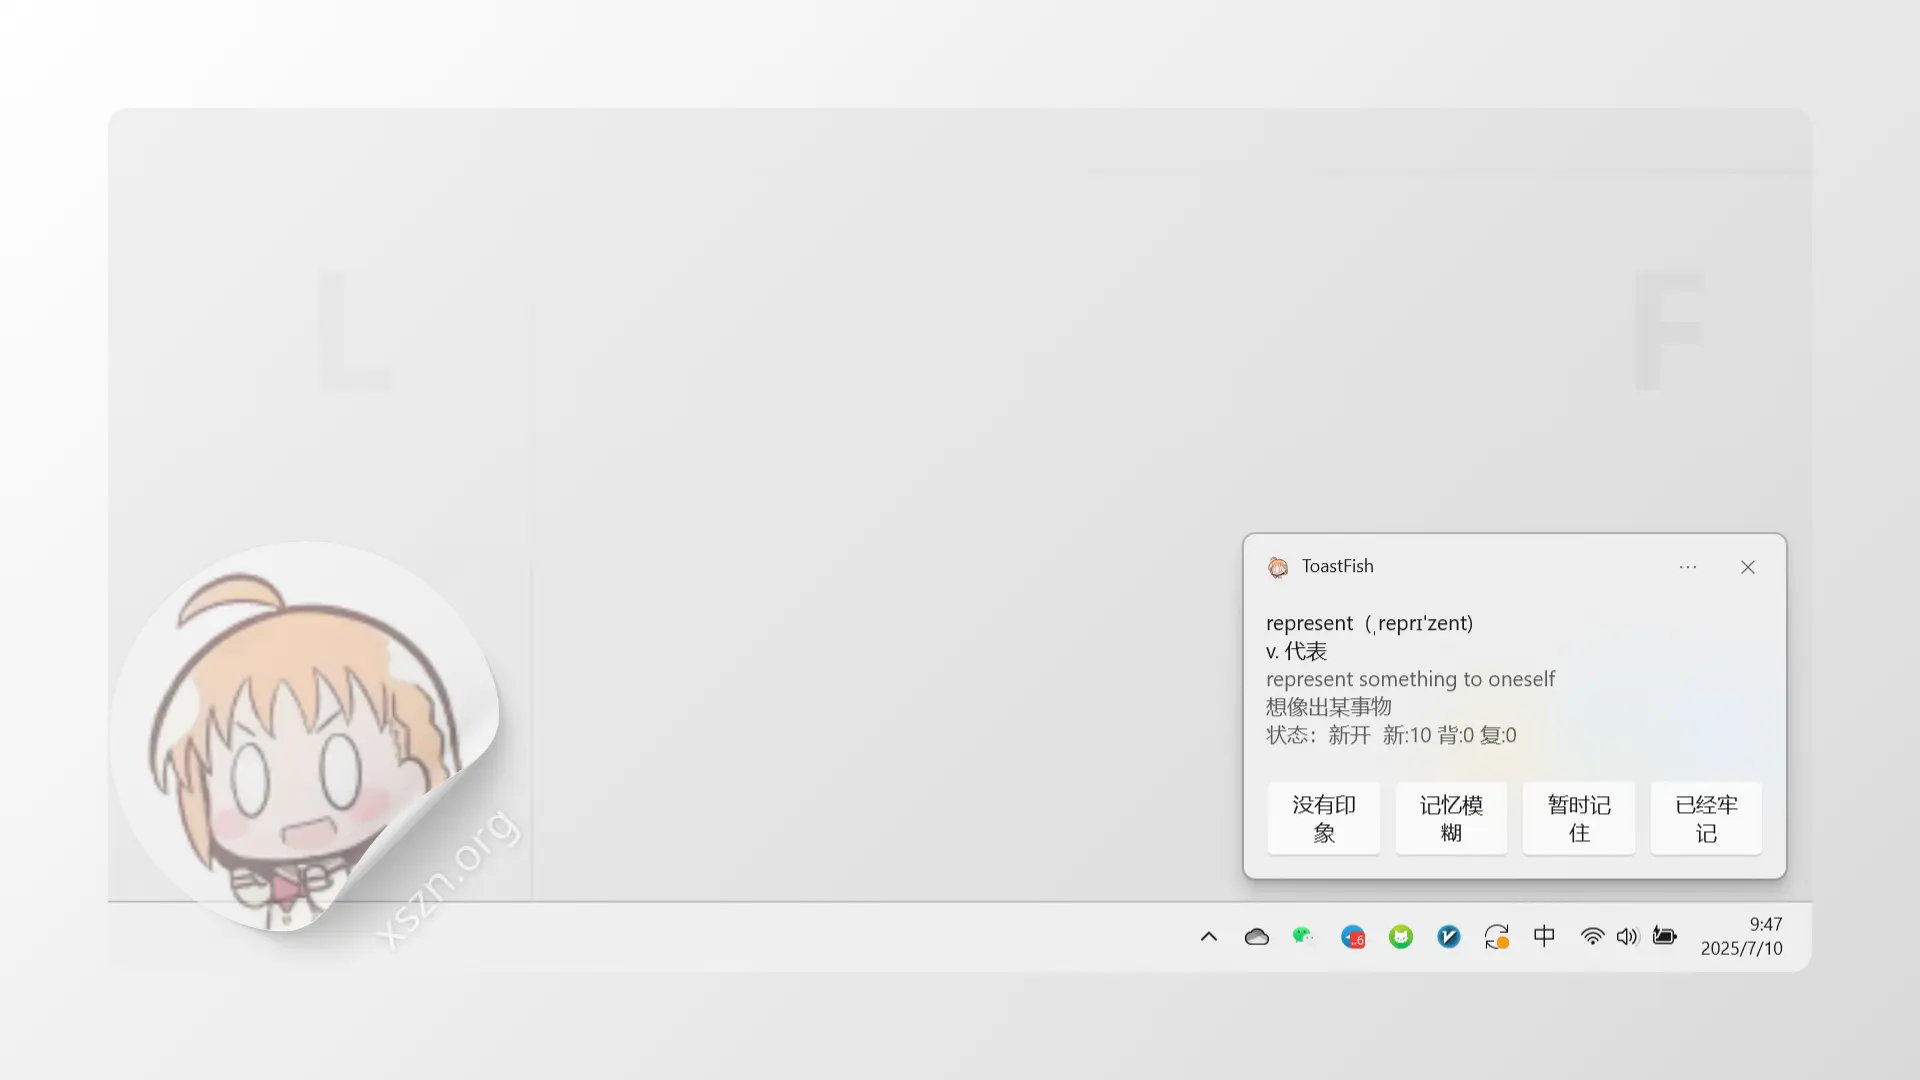 L
F
ToastFish
represent（ˌreprɪ'zent)
v. 代表
represent something to oneself
想像出某事物
状态：新开 新:10 背:0 复:0
没有印
象
记忆模
糊
暂时记
住
已经牢
记
xszn.org
..6
中
9:47
2025/7/10